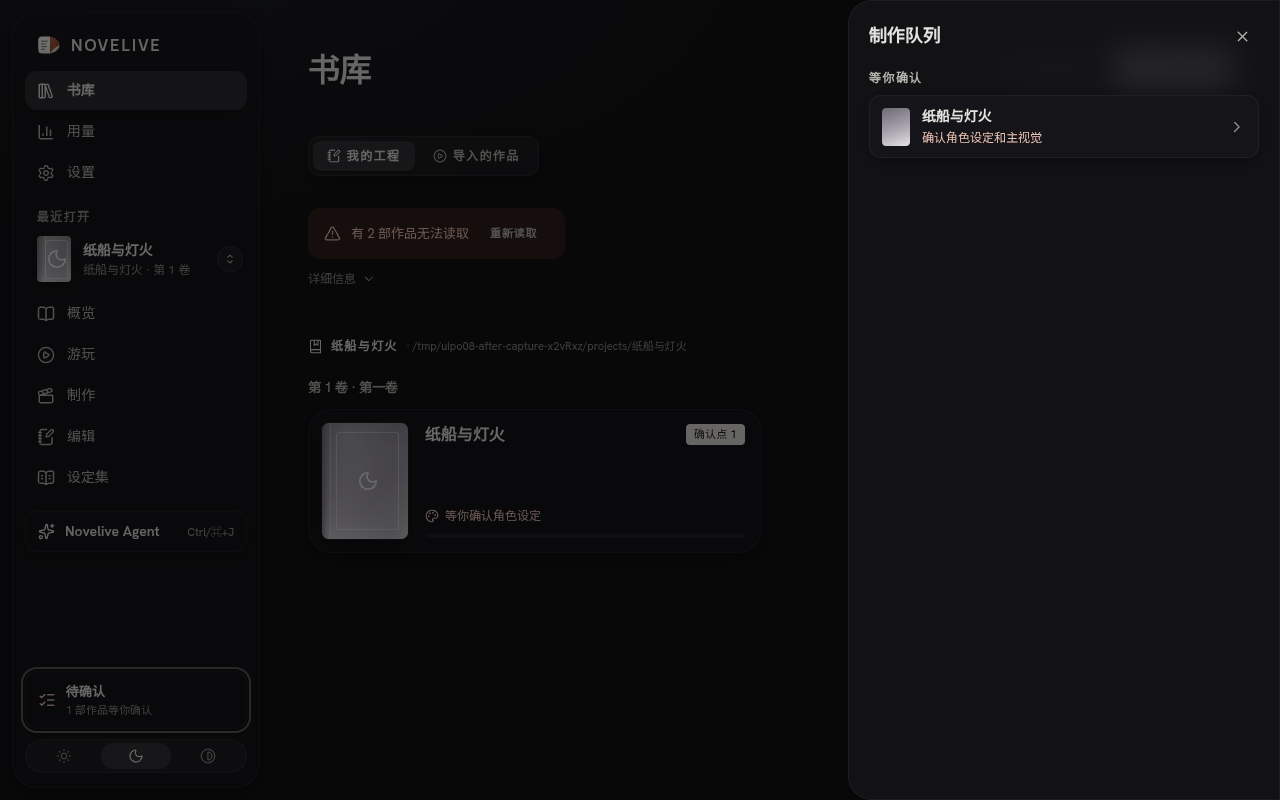 NOVELIVE
书库
用量
设置
最近打开
纸船与灯火
纸船与灯火 · 第 1 卷
概览
游玩
制作
编辑
设定集
Novelive Agent Ctrl/⌘+J
待确认
1 部作品等你确认
书库
我的工程 导入的作品
有 2 部作品无法读取 重新读取
详细信息
纸船与灯火 · /tmp/uipo08-after-capture-x2vRxz/projects/纸船与灯火
第 1 卷 · 第一卷
纸船与灯火 确认点 1
等你确认角色设定
制作队列
等你确认
纸船与灯火
确认角色设定和主视觉